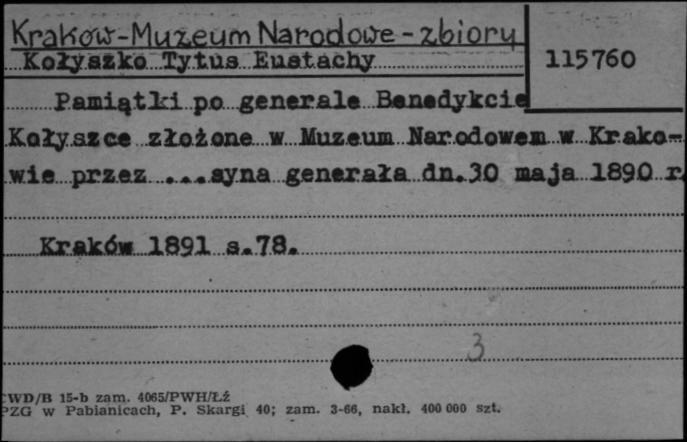 Kraków-Muzeum Narodowe-zbiory
Kołyszko Tytus Eustachy
115760
Pamiątki po generale Benedykcie
Kołyszce złożone w Muzeum Narodowem w Krako=
wie przez ...syna generała dn.30 maja 1890 r.
Kraków 1891 s.78.
3
WD/B 15-b zam. 4065/PWH/Łź
PZG w Pabianicach, P. Skargi 40; zam. 3-66, nakł. 400 000 szt.